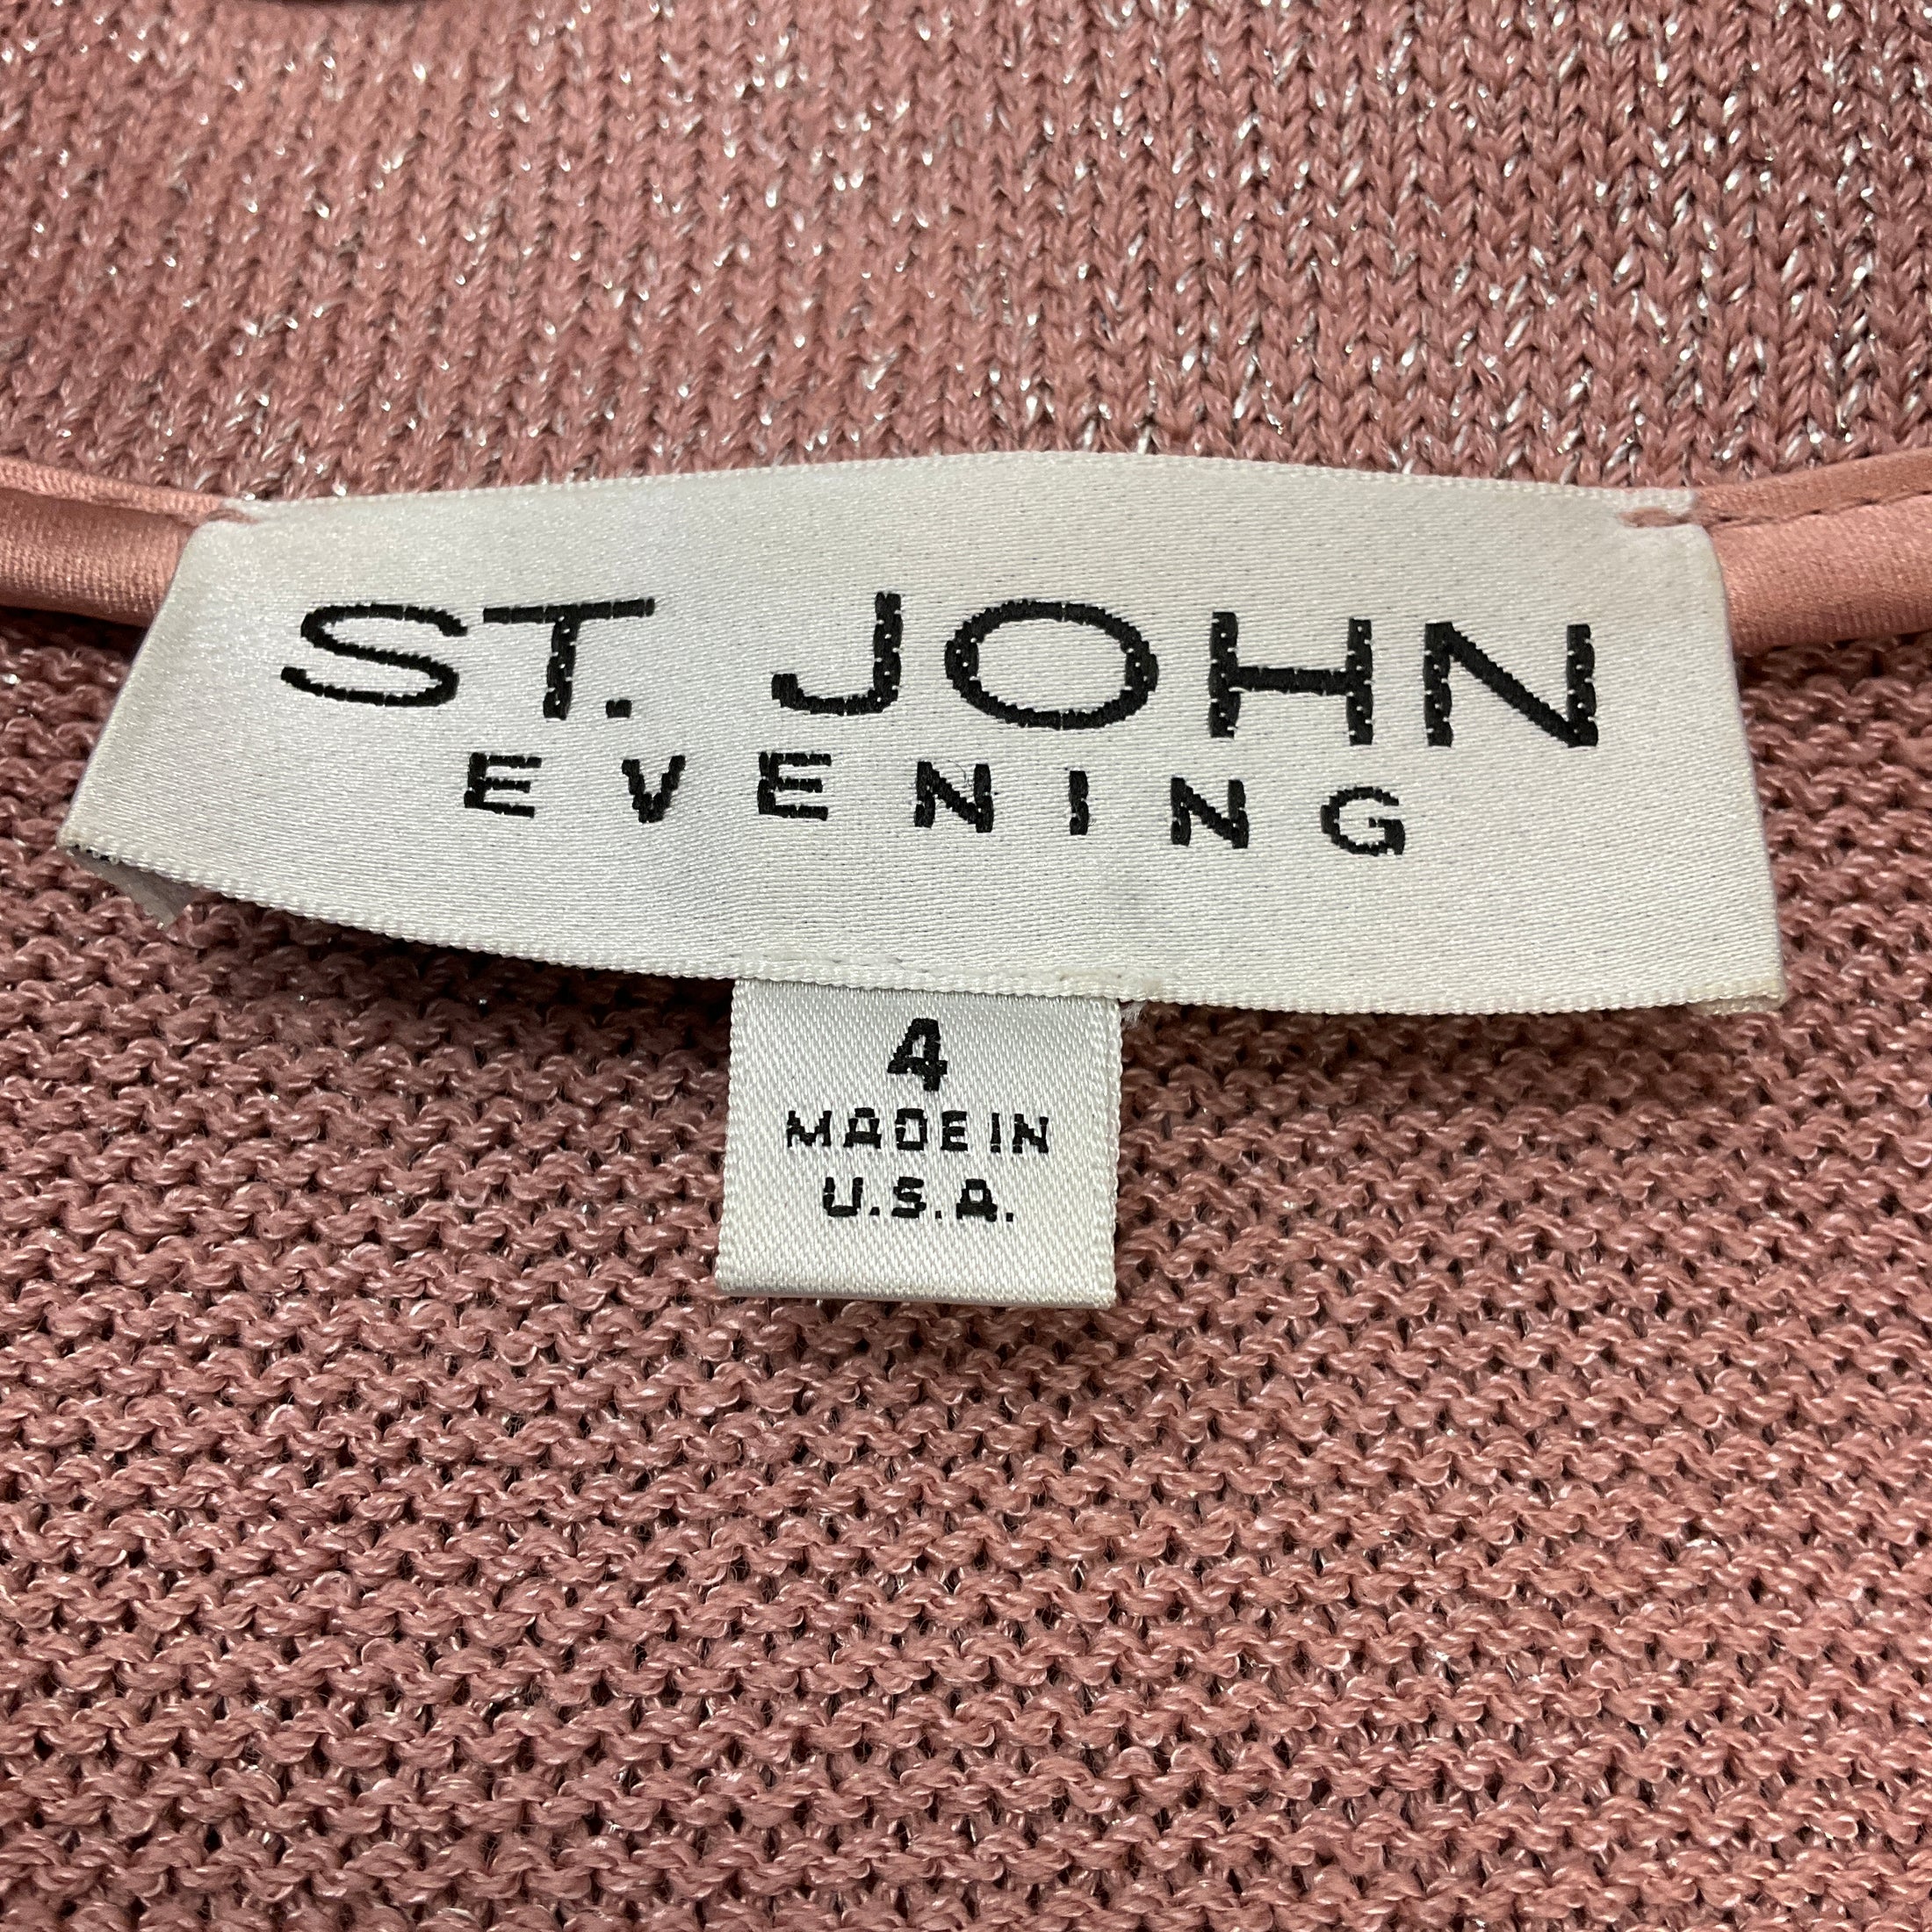 ST. JOHN
EVENING
4
MADE IN
U.S.A.